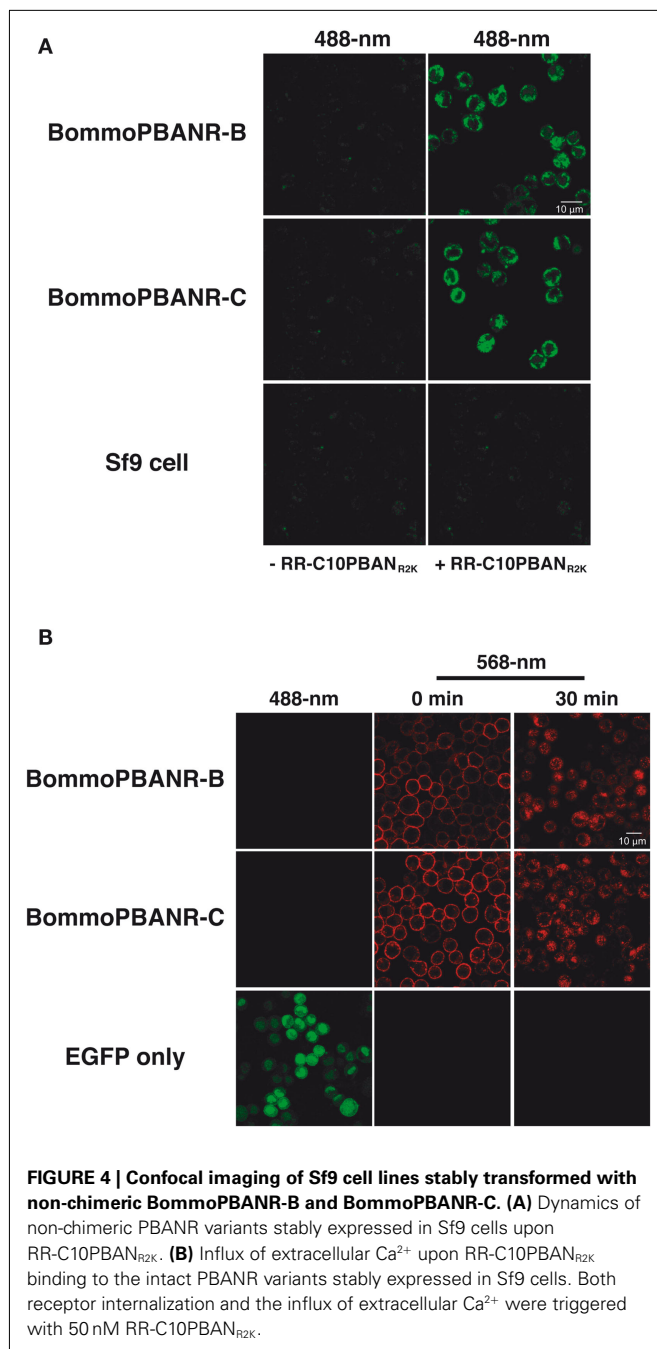 A
488-nm 488-nm
BommoPBANR-B
10 µm
BommoPBANR-C
Sf9 cell
- RR-C10PBANR2K + RR-C10PBANR2K
B
568-nm
488-nm 0 min 30 min
BommoPBANR-B
10 µm
BommoPBANR-C
EGFP only
FIGURE 4 | Confocal imaging of Sf9 cell lines stably transformed with
non-chimeric BommoPBANR-B and BommoPBANR-C. (A) Dynamics of
non-chimeric PBANR variants stably expressed in Sf9 cells upon
RR-C10PBANR2K. (B) Influx of extracellular Ca2+ upon RR-C10PBANR2K
binding to the intact PBANR variants stably expressed in Sf9 cells. Both
receptor internalization and the influx of extracellular Ca2+ were triggered
with 50 nM RR-C10PBANR2K.